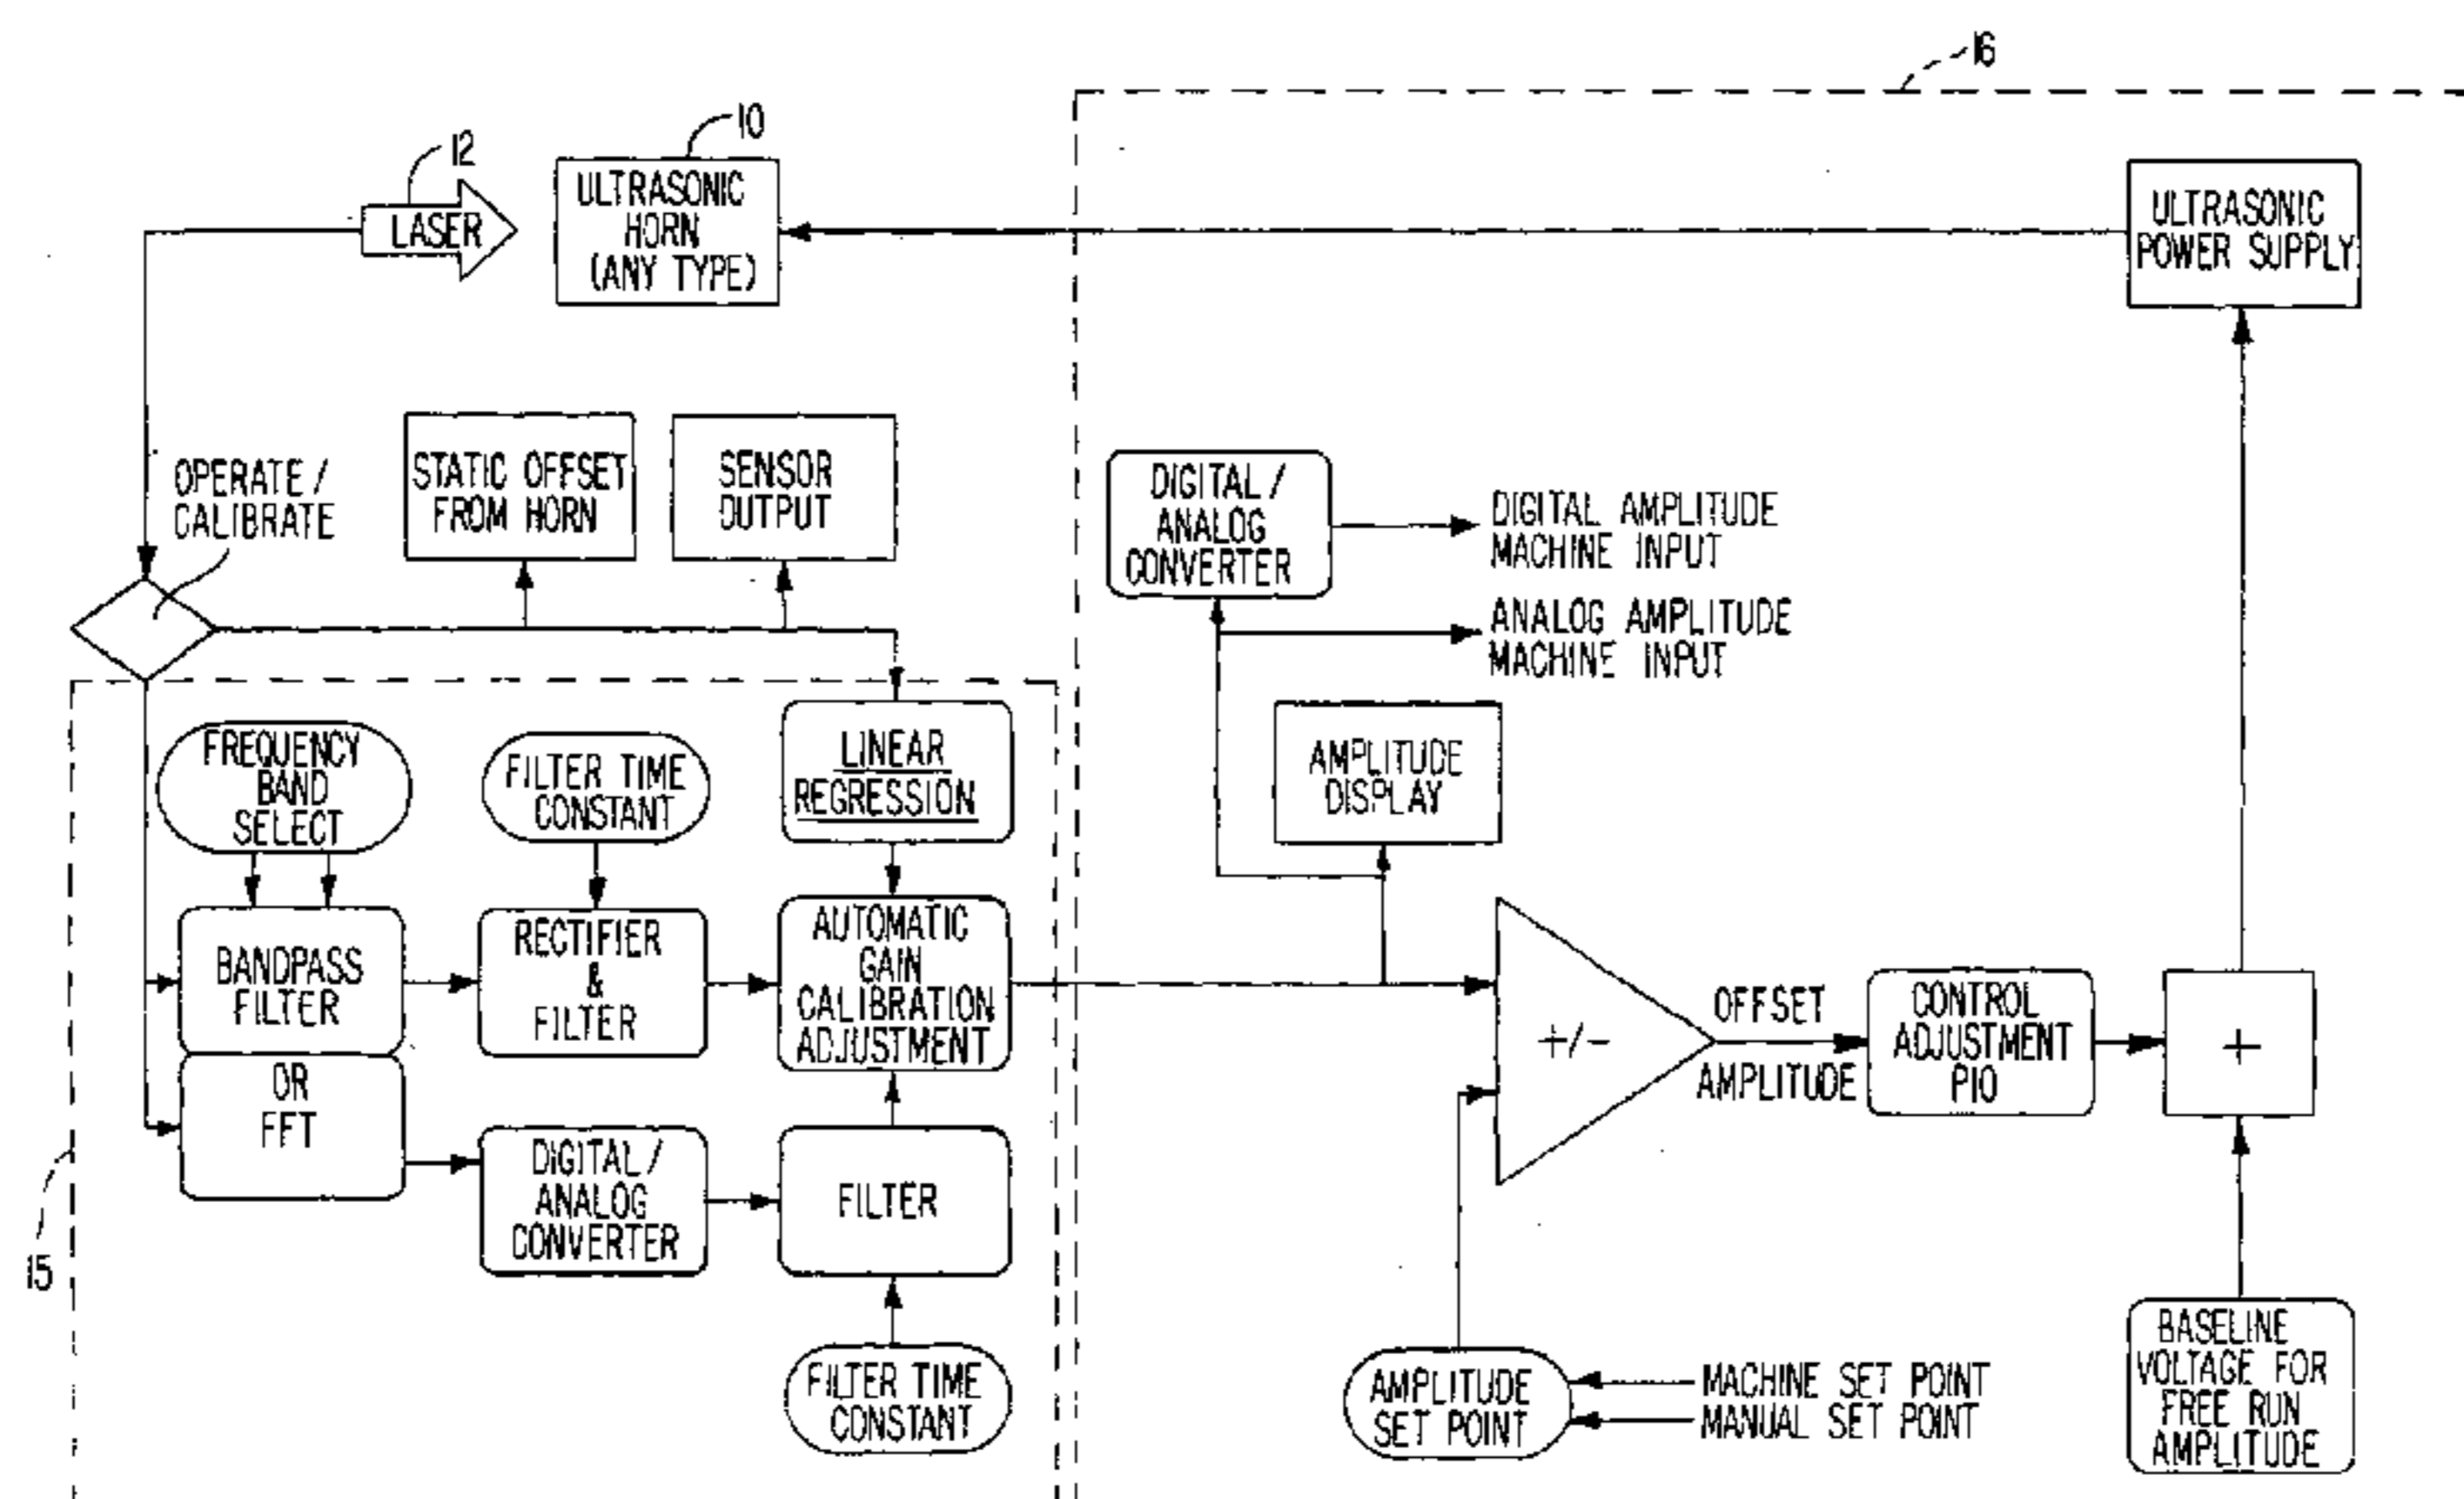 16
10
12
LASER
ULTRASONIC
HORN
(ANY TYPE)
ULTRASONIC
POWER SUPPLY
OPERATE /
CALIBRATE
STATIC OFFSET
FROM HORN
SENSOR
OUTPUT
DIGITAL /
ANALOG
CONVERTER
DIGITAL AMPLITUDE
MACHINE INPUT
ANALOG AMPLITUDE
MACHINE INPUT
FREQUENCY
BAND
SELECT
FILTER TIME
CONSTANT
LINEAR
REGRESSION
AMPLITUDE
DISPLAY
BANDPASS
FILTER
RECTIFIER
&
FILTER
AUTOMATIC
GAIN
CALIBRATION
ADJUSTMENT
+/-
OFFSET
AMPLITUDE
CONTROL
ADJUSTMENT
PIO
+
OR
FFT
DIGITAL /
ANALOG
CONVERTER
FILTER
15
FILTER TIME
CONSTANT
AMPLITUDE
SET POINT
MACHINE SET POINT
MANUAL SET POINT
BASELINE
VOLTAGE FOR
FREE RUN
AMPLITUDE